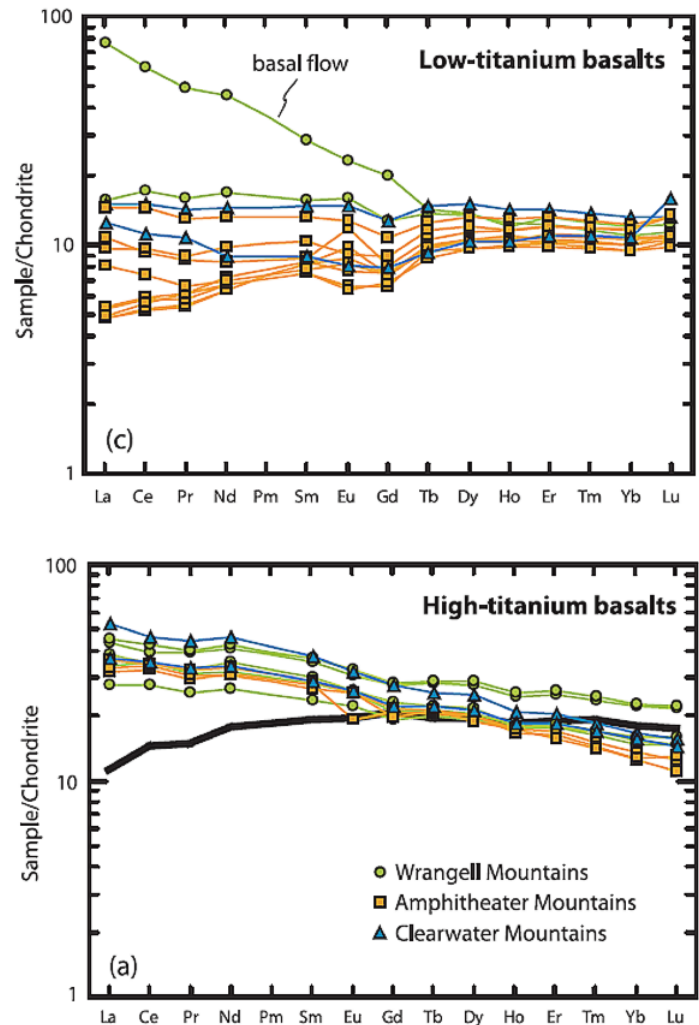 100
basal flow
Low-titanium basalts
Sample/Chondrite
10
(c)
1
La Ce Pr Nd Pm Sm Eu Gd Tb Dy Ho Er Tm Yb Lu
100
High-titanium basalts
Sample/Chondrite
10
Wrangell Mountains
Amphitheater Mountains
Clearwater Mountains
(a)
1
La Ce Pr Nd Pm Sm Eu Gd Tb Dy Ho Er Tm Yb Lu